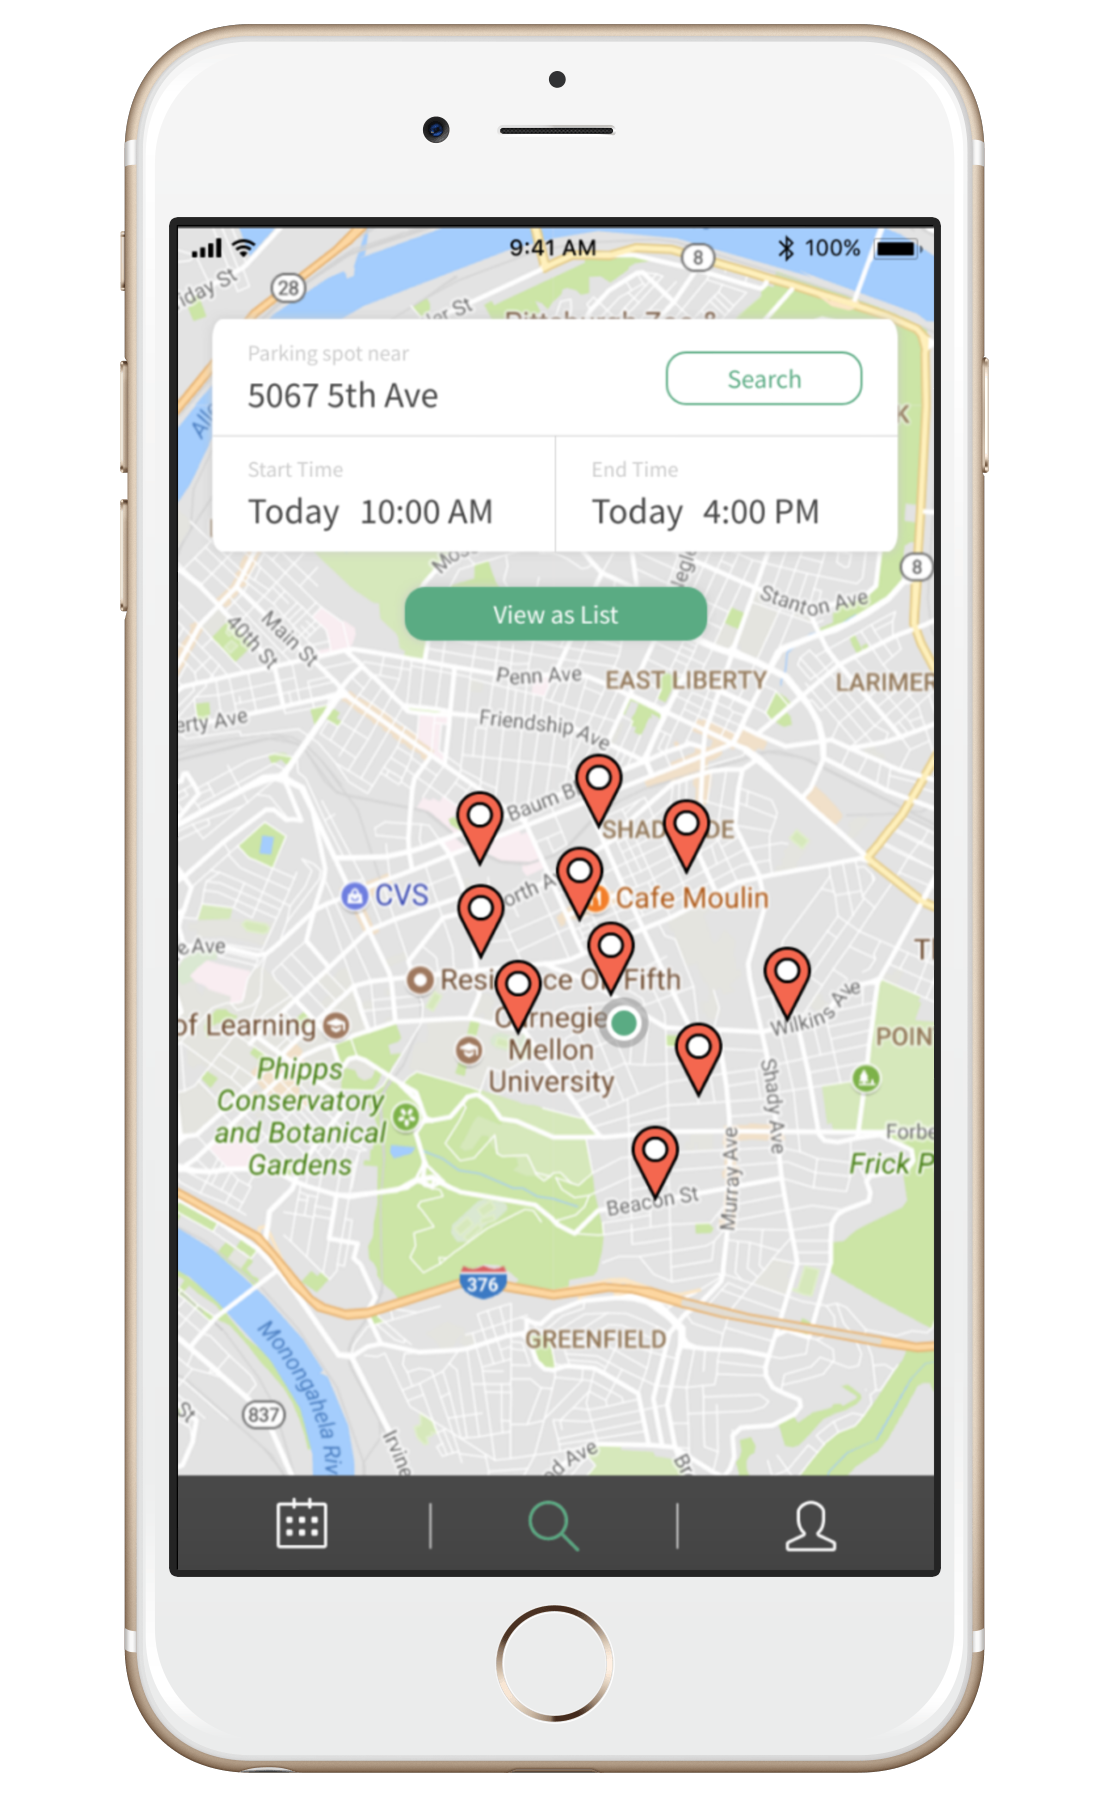 9:41 AM
100%
8
28
Parking spot near
5067 5th Ave
Search
Start Time
Today 10:00 AM
End Time
Today 4:00 PM
8
View as List
Stanton Ave
Main St
40th St
Penn Ave
EAST LIBERTY
LARIMER
Friendship Ave
erty Ave
Baum B
SHAD DE
CVS
orth A
Cafe Moulin
e Ave
Resi ce O Fifth
Wilkins Ave
of Learning
Carnegie
Mellon
University
POIN
Phipps
Conservatory
and Botanical
Gardens
Shady Ave
Murray Ave
Forbe
Frick P
Beacon St
376
GREENFIELD
Monongahela Riv
837
St
Irvine
d Ave
Br